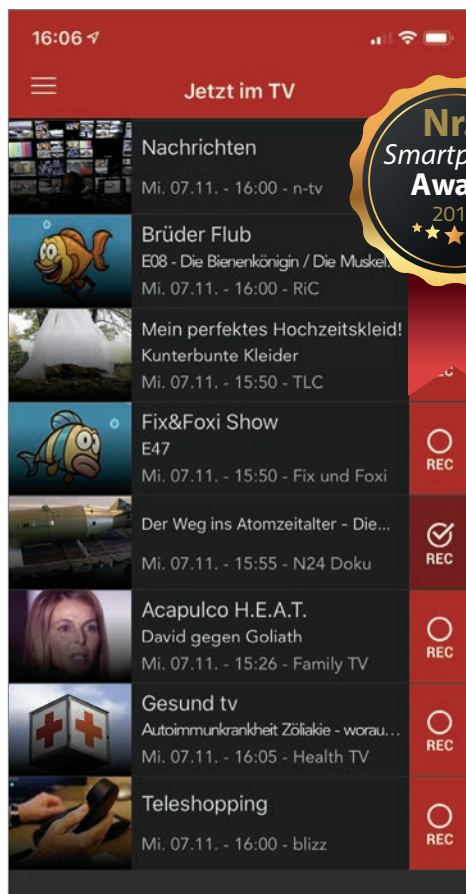 16:06
Jetzt im TV
Nr
Smartp
Awa
201
Nachrichten
Mi. 07.11. - 16:00 - n-tv
Brüder Flub
E08 - Die Bienenkönigin / Die Muskel...
Mi. 07.11. - 16:00 - RiC
Mein perfektes Hochzeitskleid!
Kunterbunte Kleider
Mi. 07.11. - 15:50 - TLC
Fix&Foxi Show
E47
Mi. 07.11. - 15:50 - Fix und Foxi
REC
Der Weg ins Atomzeitalter - Die...
Mi. 07.11. - 15:55 - N24 Doku
REC
Acapulco H.E.A.T.
David gegen Goliath
Mi. 07.11. - 15:26 - Family TV
REC
Gesund tv
Autoimmunkrankheit Zöliakie - worau...
Mi. 07.11. - 16:05 - Health TV
REC
Teleshopping
Mi. 07.11. - 16:00 - blizz
REC